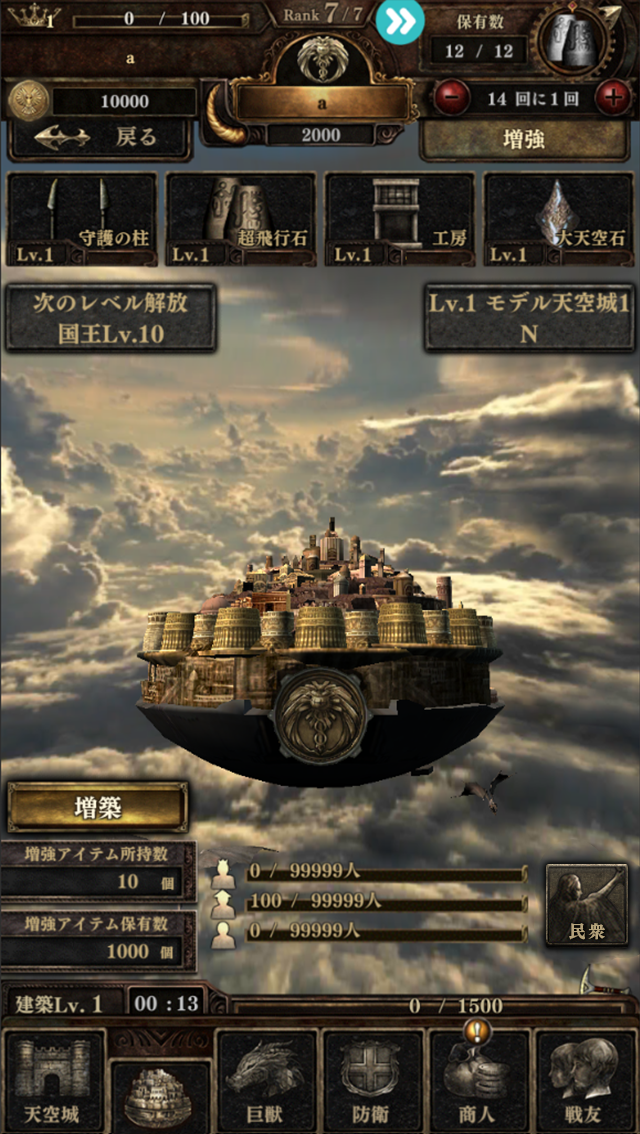 1
0 / 100
Rank 7/7
保有数
a
12 / 12
10000
a
14 回に1回
戻る
2000
増強
守護の柱
Lv.1
超飛行石
Lv.1
工房
Lv.1
大天空石
Lv.1
次のレベル解放
国王Lv.10
Lv.1 モデル天空城1
N
増築
増強アイテム所持数
10 個
増強アイテム保有数
1000 個
0 / 99999人
100 / 99999人
0 / 99999人
民衆
建築Lv. 1
00 : 13
0 / 1500
天空城
巨獣
防衛
商人
戦友